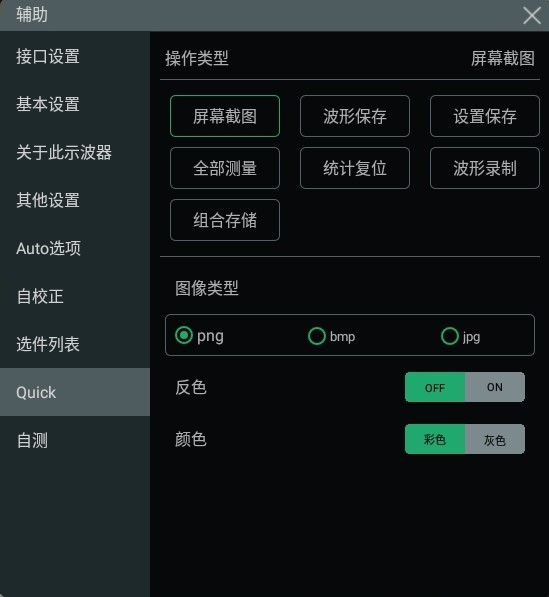 辅助
接口设置
基本设置
关于此示波器
其他设置
Auto选项
自校正
选件列表
Quick
自测
操作类型 屏幕截图
屏幕截图 波形保存 设置保存
全部测量 统计复位 波形录制
组合存储
图像类型
png bmp jpg
反色 OFF ON
颜色 彩色 灰色